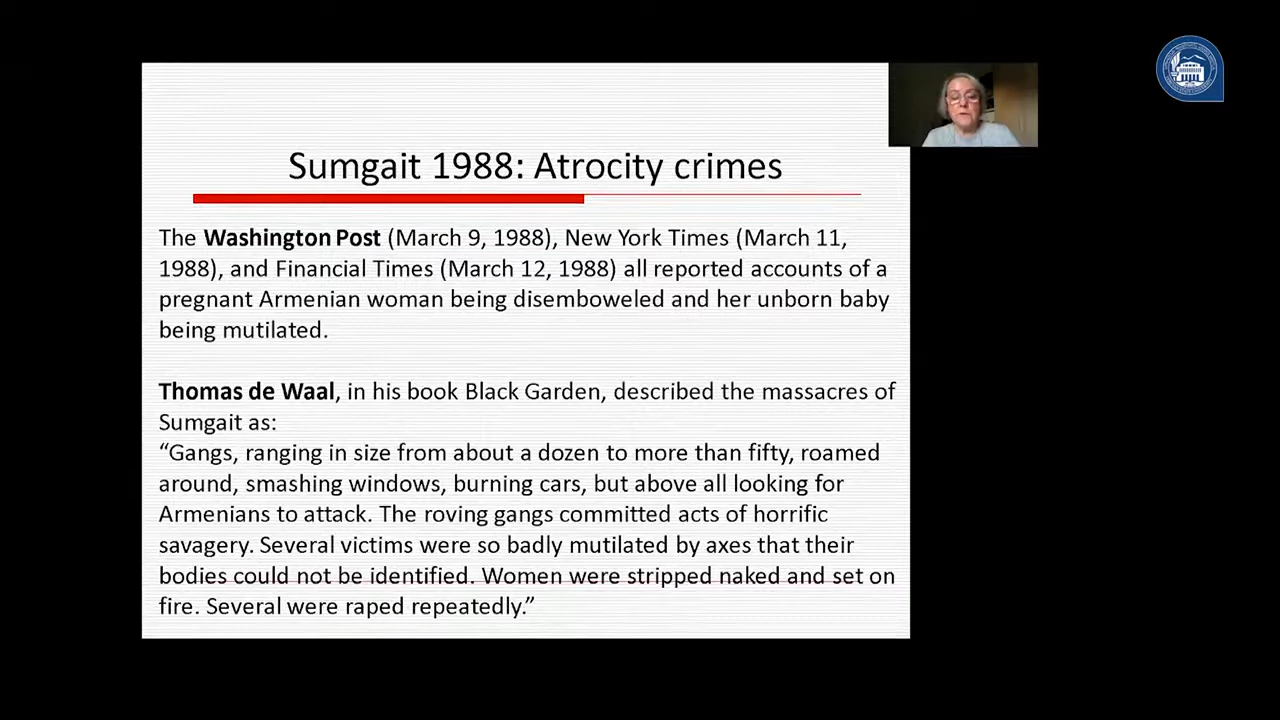 Sumgait 1988: Atrocity crimes
The Washington Post (March 9, 1988), New York Times (March 11,
1988), and Financial Times (March 12, 1988) all reported accounts of a
pregnant Armenian woman being disemboweled and her unborn baby
being mutilated.
Thomas de Waal, in his book Black Garden, described the massacres of
Sumgait as:
“Gangs, ranging in size from about a dozen to more than fifty, roamed
around, smashing windows, burning cars, but above all looking for
Armenians to attack. The roving gangs committed acts of horrific
savagery. Several victims were so badly mutilated by axes that their
bodies could not be identified. Women were stripped naked and set on
fire. Several were raped repeatedly.”